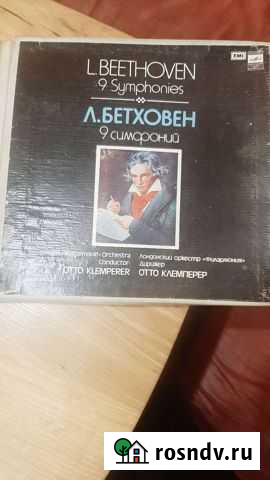 EMI
L.BEETHOVEN
9 Symphonies
Л.БЕТХОВЕН
9 симфоний
Orchestra
Conductor:
OTTO KLEMPERER
Лондонский оркестр «Филармония»
Дирижер
ОТТО КЛЕМПЕРЕР
rosndv.ru